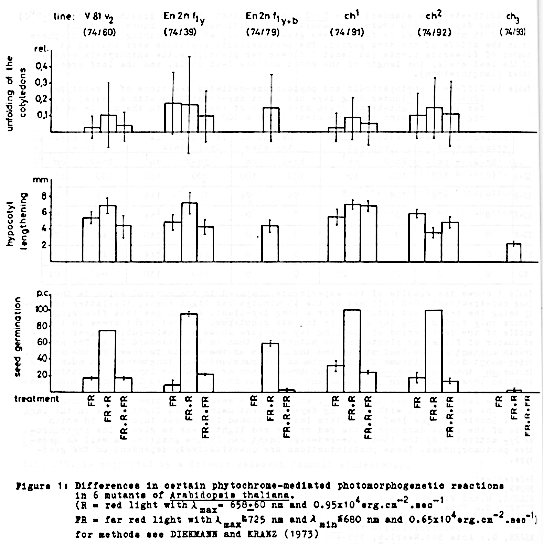 line: V 81 v2 En 2n f1y En 2n f1y+b ch1 ch2 ch3
(74/60) (74/39) (74/79) (74/91) (74/92) (74/93)
unfolding of the
cotyledons
rel.
0,4
0,3
0,2
0,1
hypocotyl
lengthening
mm
8
6
4
2
seed germination
p.c.
100
80
60
40
20
treatment
FR
FR+R
FR+R+FR
FR
FR+R
FR+R+FR
FR
FR+R
FR+R+FR
FR
FR+R
FR+R+FR
FR
FR+R
FR+R+FR
FR
FR+R
FR+R+FR
Figure 1: Differences in certain phytochrome-mediated photomorphogenetic reactions
in 6 mutants of Arabidopsis thaliana.
(R = red light with λmax= 658±60 nm and 0.95x10⁴erg.cm⁻².sec⁻¹
FR = far red light with λmax≅725 nm and λmin≅680 nm and 0.65x10⁴erg.cm⁻².sec⁻¹)
for methods see DIEKMANN and KRANZ (1973)